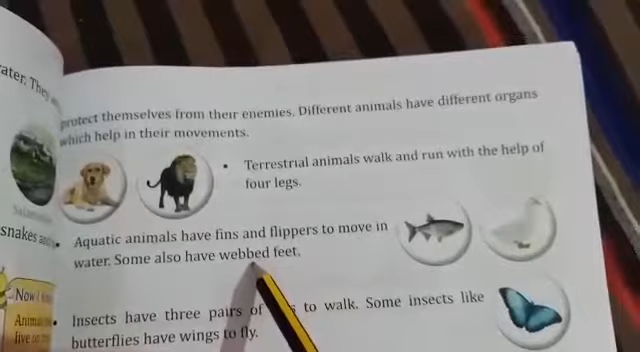 ater. They
snakes and
Now I
protect themselves from their enemies. Different animals have different organs
which help in their movements.
• Terrestrial animals walk and run with the help of
four legs.
• Aquatic animals have fins and flippers to move in
water. Some also have webbed feet.
• Insects have three pairs of to walk. Some insects like
butterflies have wings to fly.